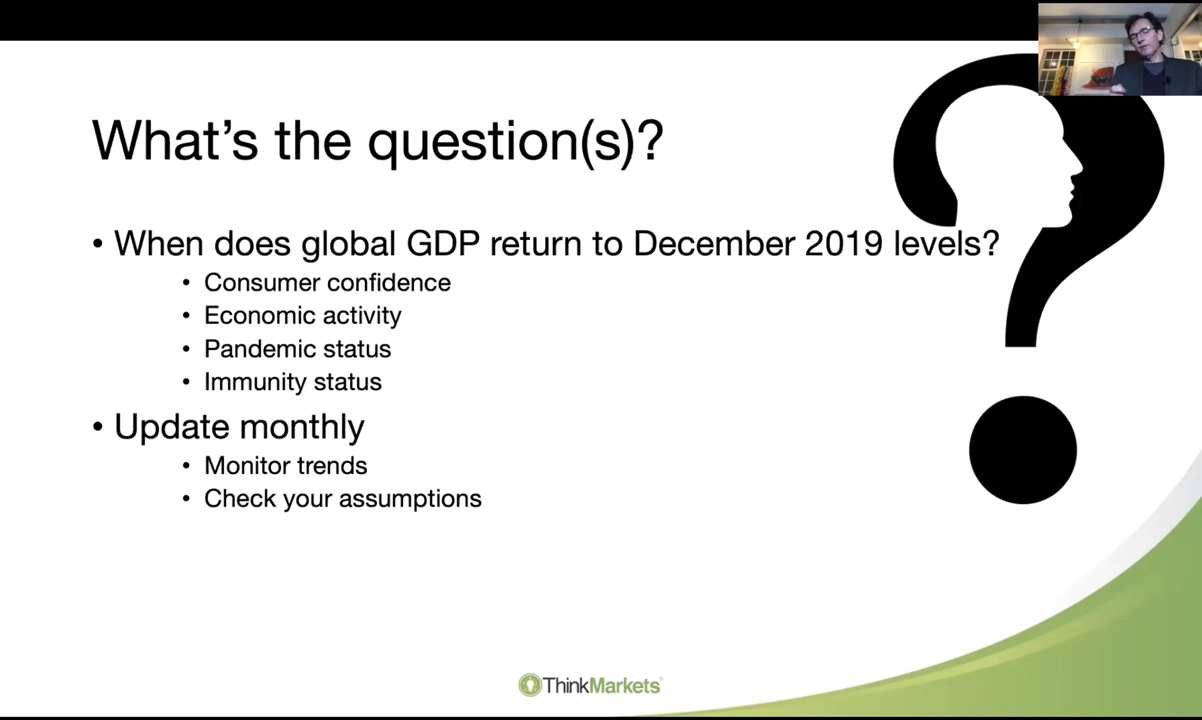 What's the question(s)?
• When does global GDP return to December 2019 levels?
• Consumer confidence
• Economic activity
• Pandemic status
• Immunity status
• Update monthly
• Monitor trends
• Check your assumptions
ThinkMarkets